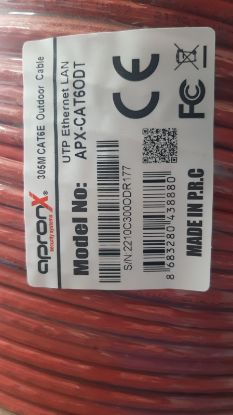 apronX
security systems
305M CAT6E Outdoor Cable
UTP Ethernet LAN
APX-CAT6ODT
Model No:
S/N:2210C300ODR177
8 683280 438880
MADE IN P.R.C
CE
FC